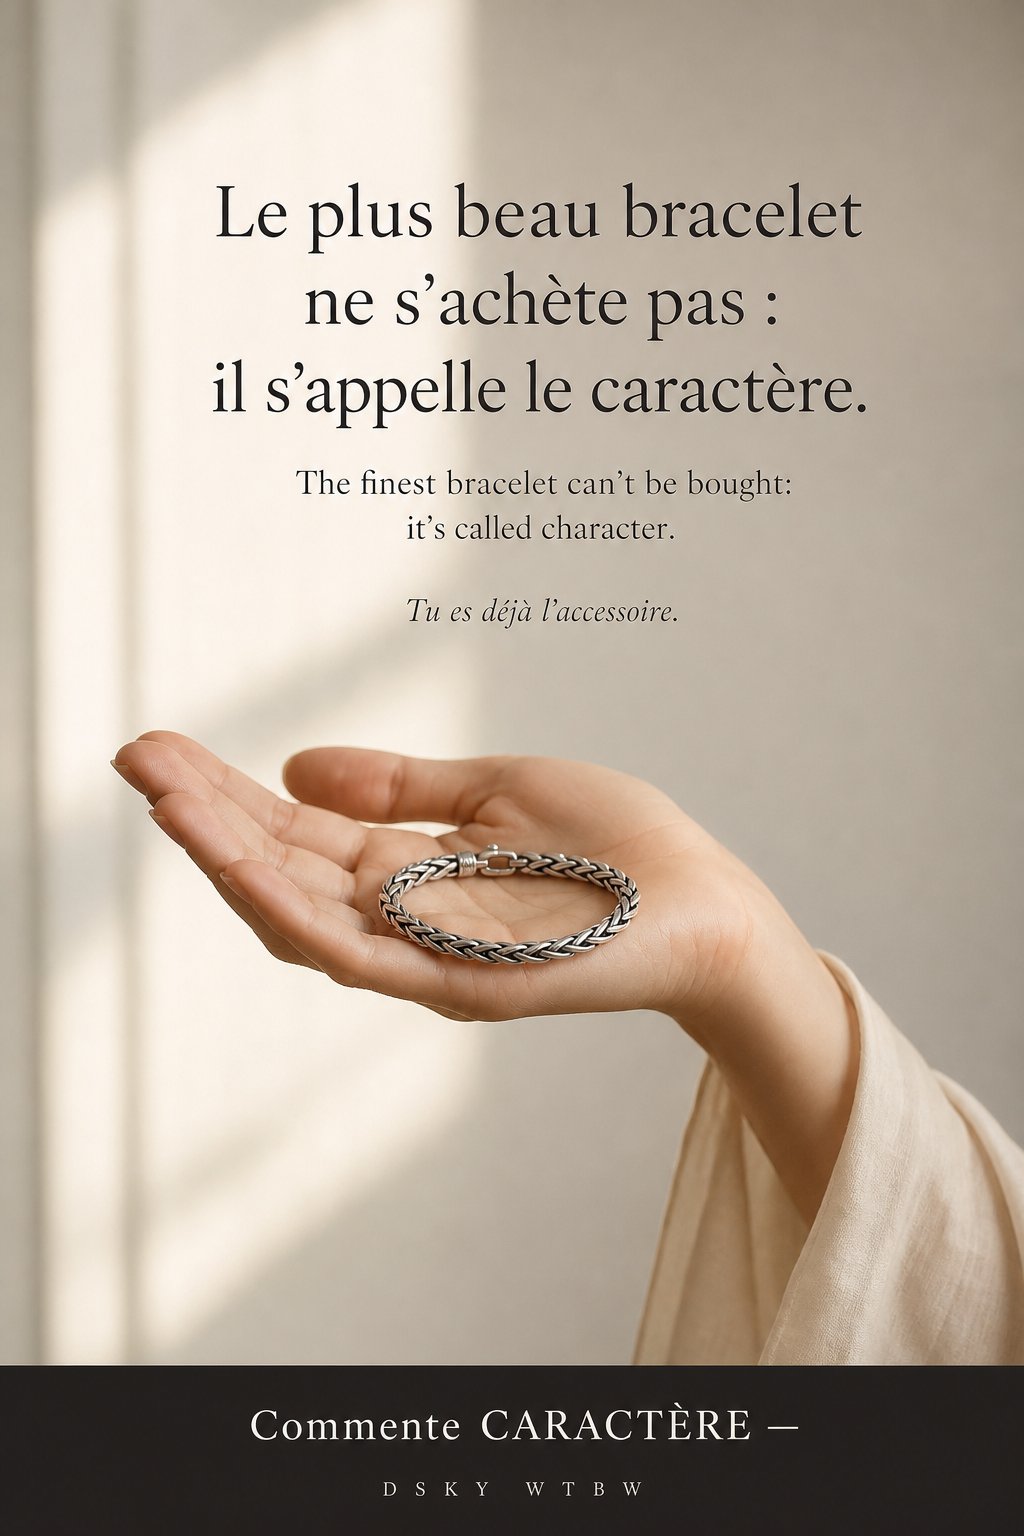 Le plus beau bracelet
ne s’achète pas :
il s’appelle le caractère.
The finest bracelet can’t be bought:
it’s called character.
Tu es déjà l’accessoire.
Commente CARACTÈRE —
DSKY WTBW